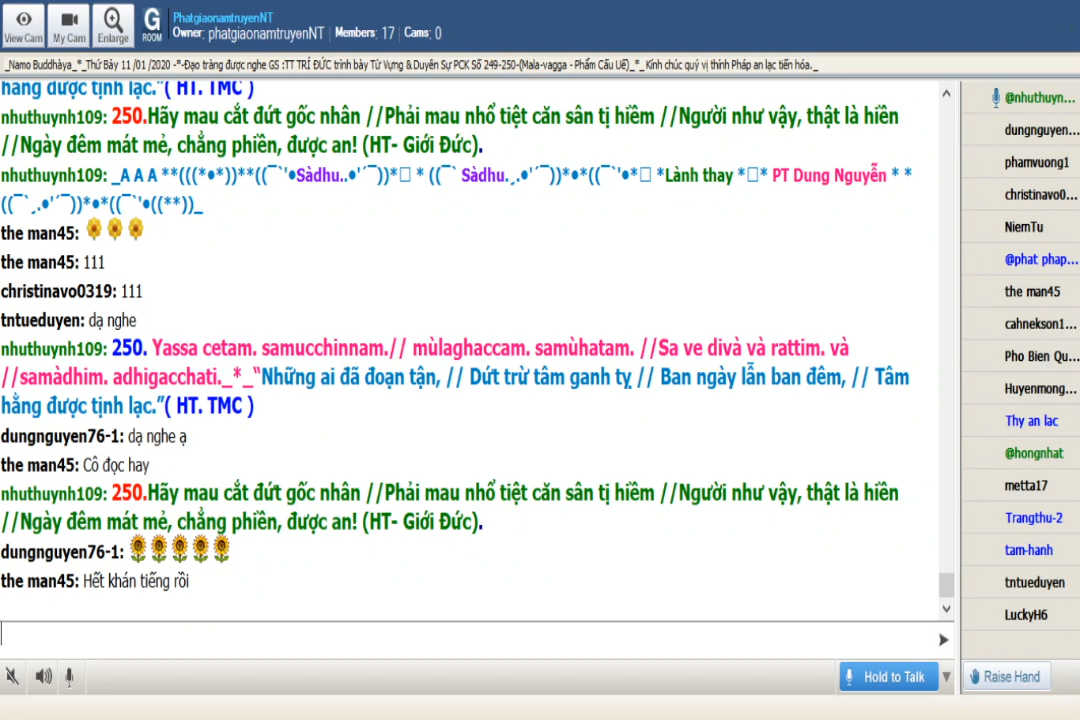 PhatgiaonamtruyenNT
G
ROOM
Owner: phatgiaonamtruyenNT | Members: 17 | Cams: 0
View Cam My Cam Enlarge
_Namo Buddhàya_*_Thứ Bảy 11 /01 /2020 -*-Đạo tràng được nghe GS :TT TRÍ ĐỨC trình bày Từ Vựng &Duyên Sự PCK Số 249-250-(Mala-vagga - Phẩm Cấu Uế)_*_ Kính chúc quý vị thính Pháp an lạc tiến hóa._
hằng được tịnh lạc.”( HT. TMC )
nhuthuynh109: 250.Hãy mau cắt đứt gốc nhân //Phải mau nhổ tiệt căn sân tị hiềm //Người như vậy, thật là hiền
//Ngày đêm mát mẻ, chẳng phiền, được an! (HT- Giới Đức).
nhuthuynh109: _A A A **(((*•*))**((¯`'•Sàdhu..•'´¯))*□ * ((¯` Sàdhu.¸.•'´¯))*•*((¯`'•*□ *Lành thay *□* PT Dung Nguyễn * *
((¯`¸.•'´¯))*•*((¯`'•((**))_
the man45: 🌼 🌼 🌼
the man45: 111
christinavo0319: 111
tntueduyen: dạ nghe
nhuthuynh109: 250. Yassa cetam. samucchinnam.// mùlaghaccam. samùhatam. //Sa ve divà và rattim. và
//samàdhim. adhigacchati._*_“Những ai đã đoạn tận, // Dứt trừ tâm ganh tỵ // Ban ngày lẫn ban đêm, // Tâm
hằng được tịnh lạc.”( HT. TMC )
dungnguyen76-1: dạ nghe ạ
the man45: Cô đọc hay
nhuthuynh109: 250.Hãy mau cắt đứt gốc nhân //Phải mau nhổ tiệt căn sân tị hiềm //Người như vậy, thật là hiền
//Ngày đêm mát mẻ, chẳng phiền, được an! (HT- Giới Đức).
dungnguyen76-1: 🌻🌻🌻🌻🌻
the man45: Hết khán tiếng rồi
@nhuthuyn...
dungnguyen...
phamvuong1
christinavo0...
NiemTu
@phat phap...
the man45
cahnekson1...
Pho Bien Qu...
Huyenmong...
Thy an lac
@hongnhat
metta17
Trangthu-2
tam-hanh
tntueduyen
LuckyH6
Hold to Talk
Raise Hand